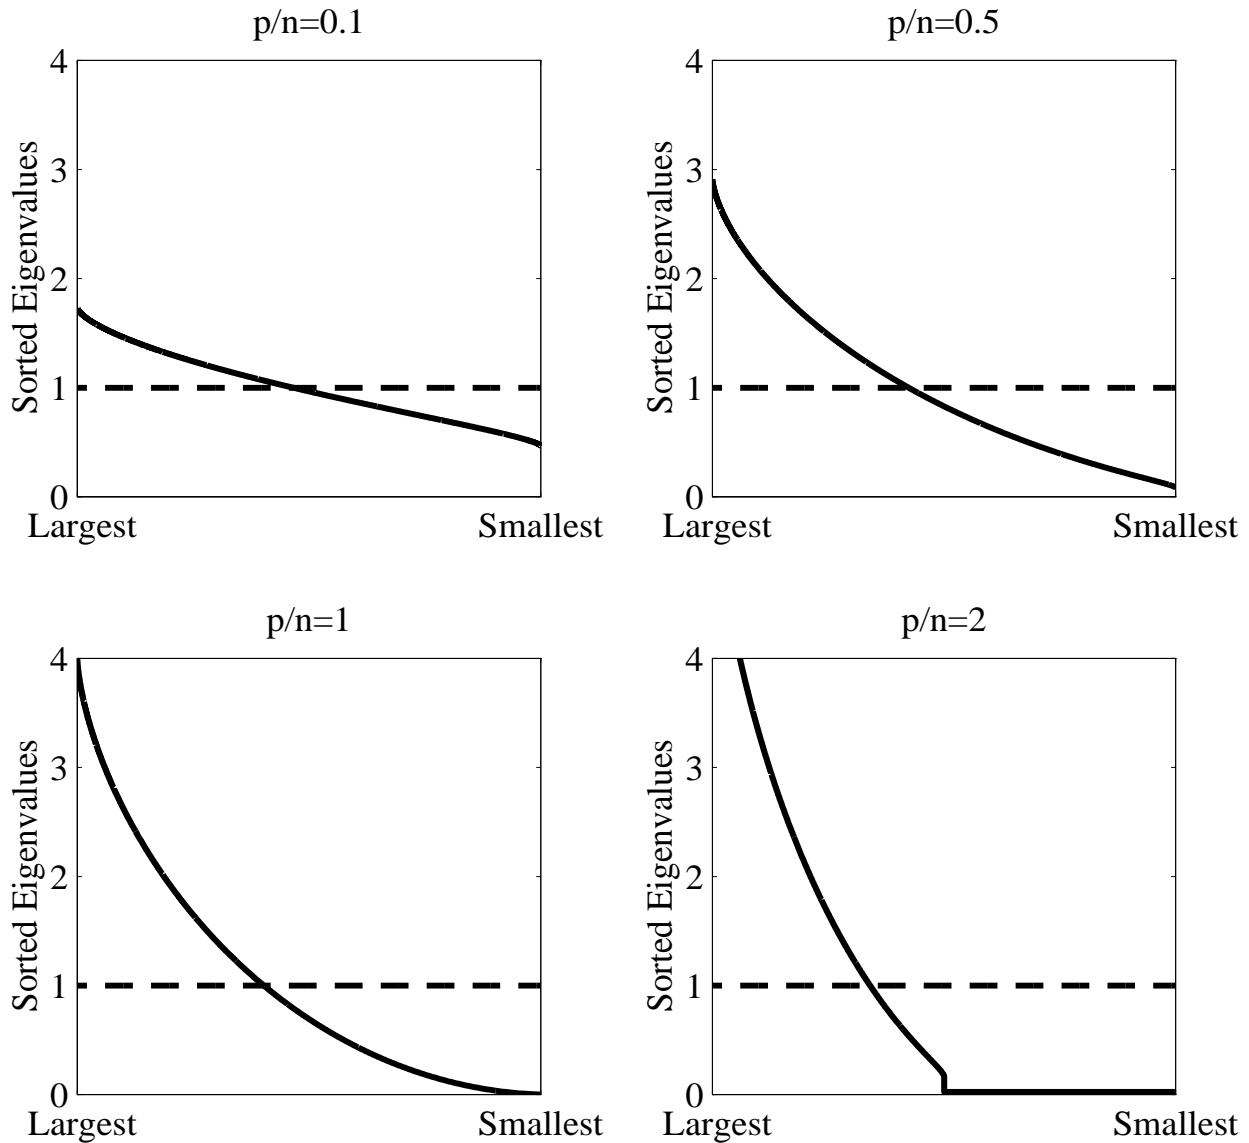 p/n=0.1
4
3
2
1
0
Sorted Eigenvalues
Largest
Smallest
p/n=0.5
4
3
2
1
0
Sorted Eigenvalues
Largest
Smallest
p/n=1
4
3
2
1
0
Sorted Eigenvalues
Largest
Smallest
p/n=2
4
3
2
1
0
Sorted Eigenvalues
Largest
Smallest